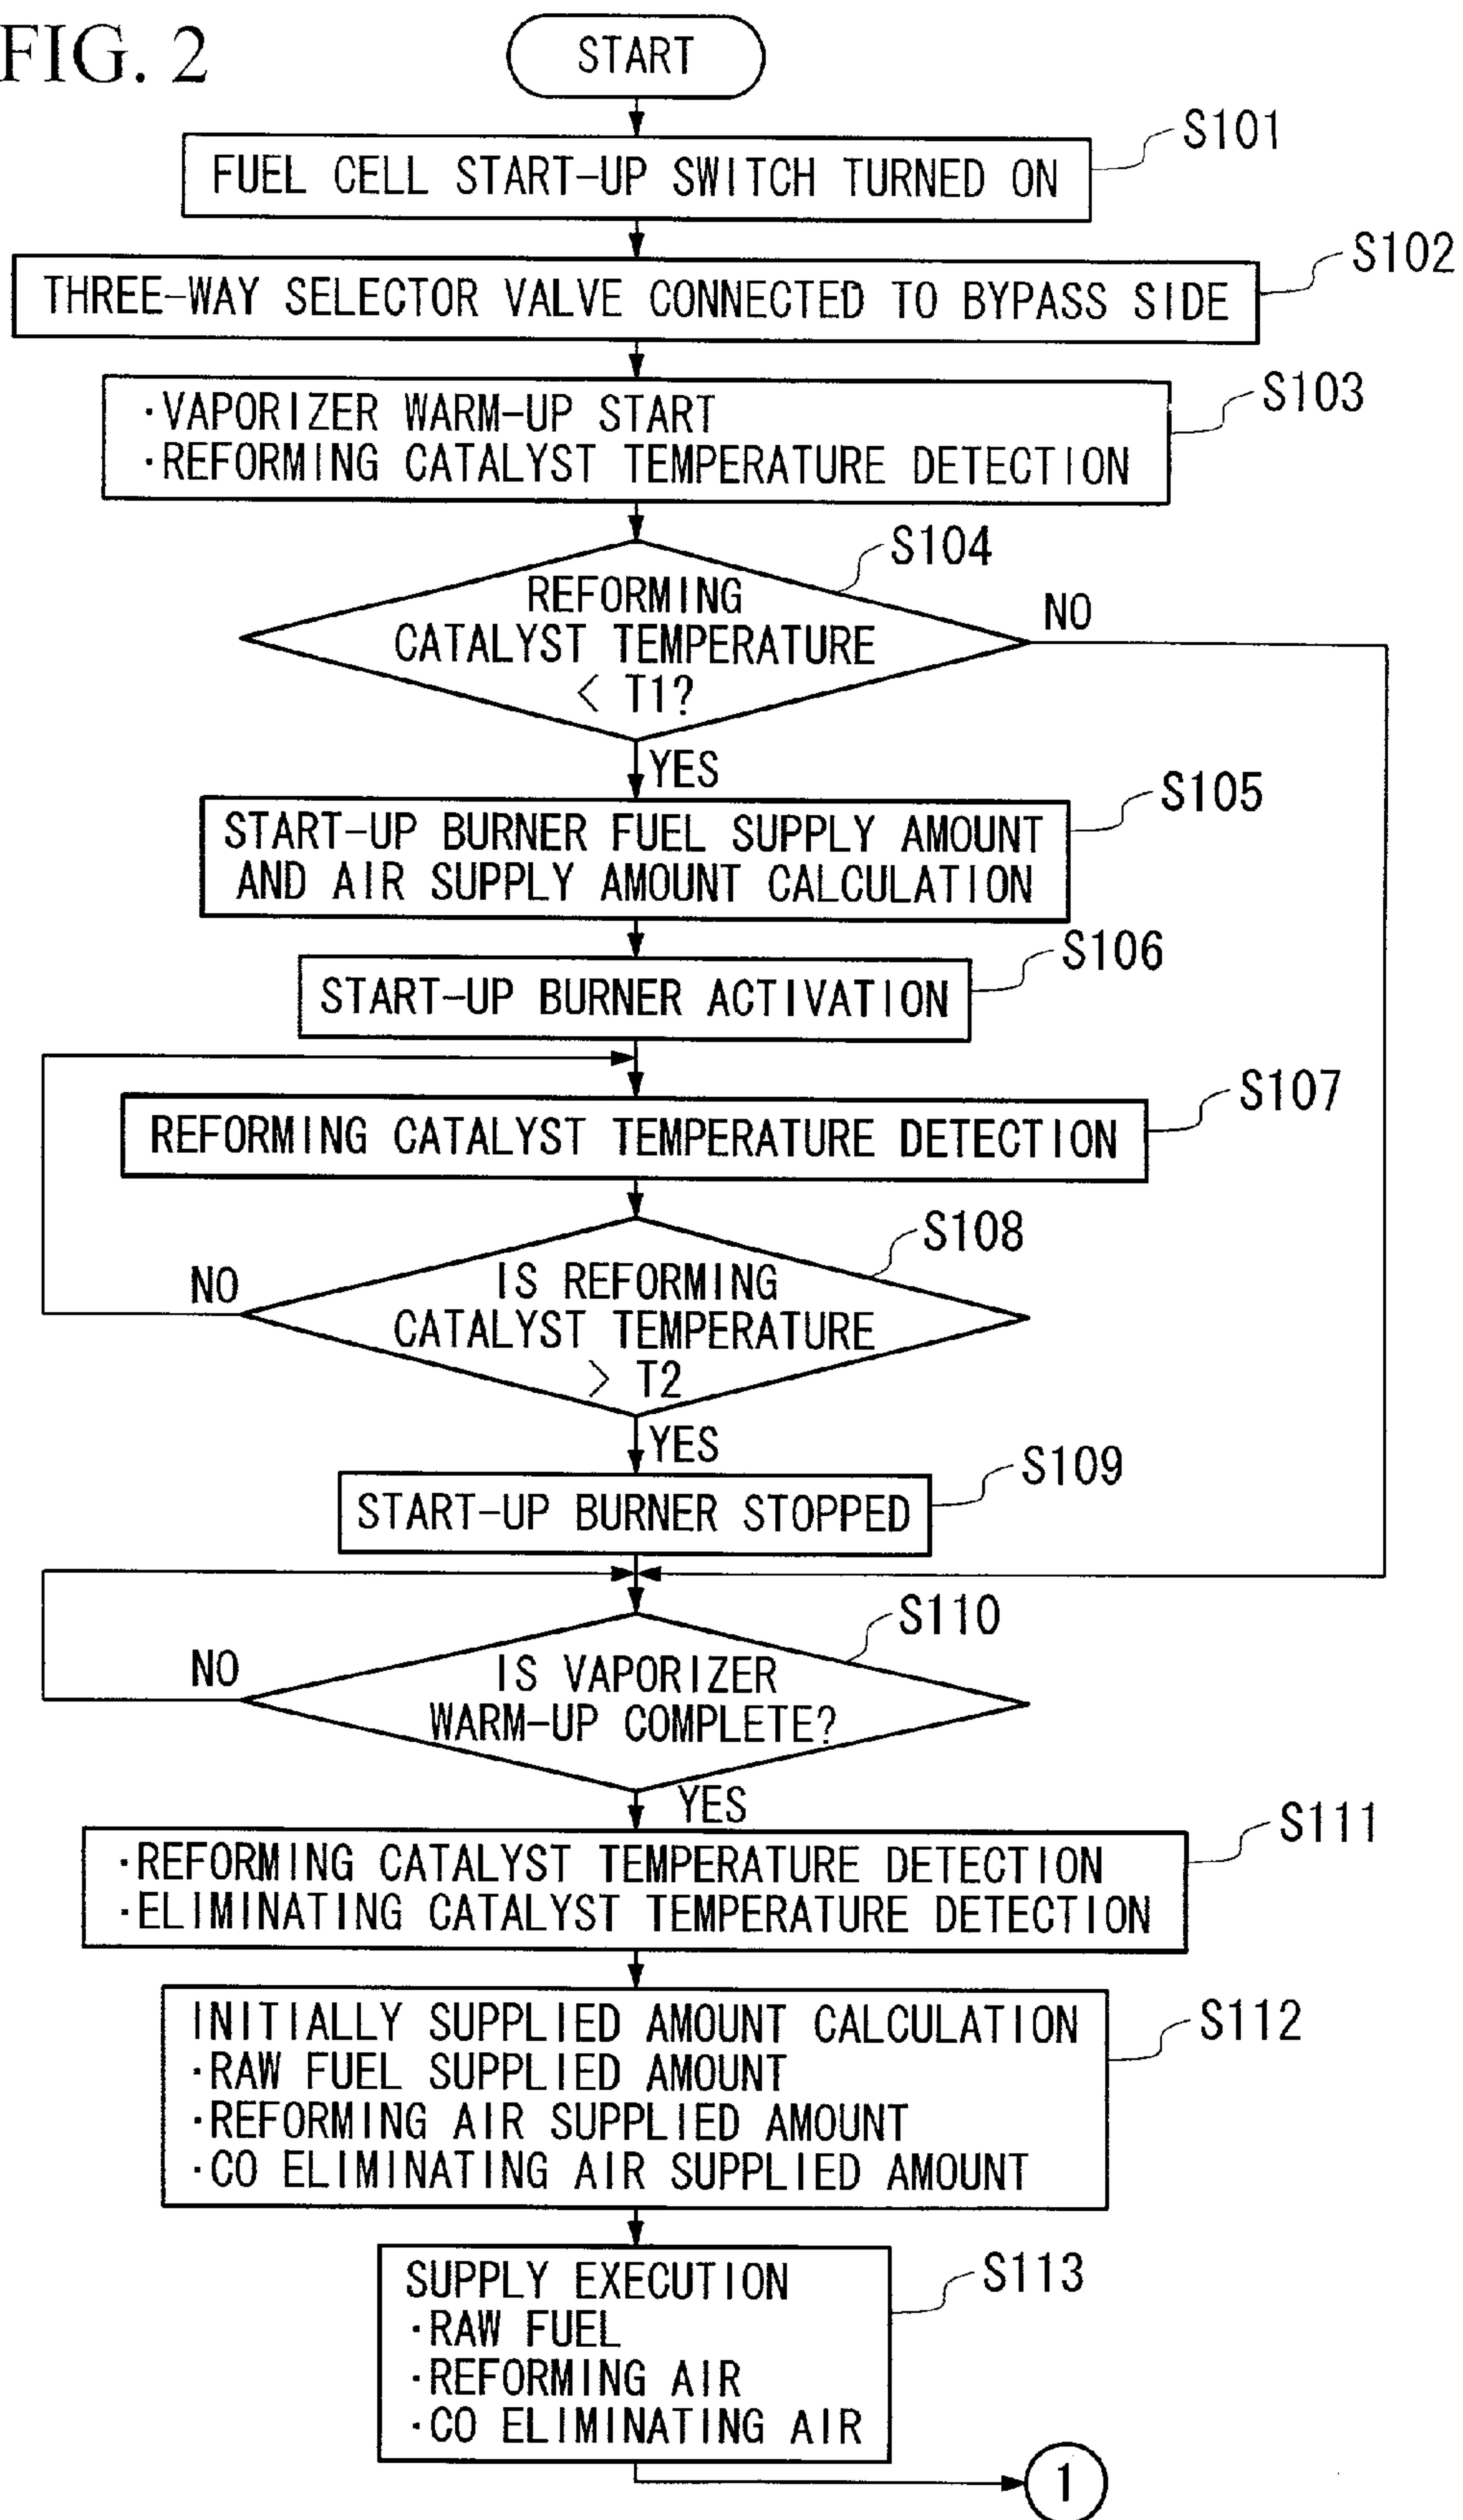 FIG. 2
START
S101
FUEL CELL START-UP SWITCH TURNED ON
S102
THREE-WAY SELECTOR VALVE CONNECTED TO BYPASS SIDE
S103
·VAPORIZER WARM-UP START
·REFORMING CATALYST TEMPERATURE DETECTION
S104
REFORMING
CATALYST TEMPERATURE
< T1?
NO
YES
S105
START-UP BURNER FUEL SUPPLY AMOUNT
AND AIR SUPPLY AMOUNT CALCULATION
S106
START-UP BURNER ACTIVATION
S107
REFORMING CATALYST TEMPERATURE DETECTION
S108
IS REFORMING
CATALYST TEMPERATURE
> T2
NO
YES
S109
START-UP BURNER STOPPED
S110
IS VAPORIZER
WARM-UP COMPLETE?
NO
YES
S111
·REFORMING CATALYST TEMPERATURE DETECTION
·ELIMINATING CATALYST TEMPERATURE DETECTION
S112
INITIALLY SUPPLIED AMOUNT CALCULATION
·RAW FUEL SUPPLIED AMOUNT
·REFORMING AIR SUPPLIED AMOUNT
·CO ELIMINATING AIR SUPPLIED AMOUNT
S113
SUPPLY EXECUTION
·RAW FUEL
·REFORMING AIR
·CO ELIMINATING AIR
1